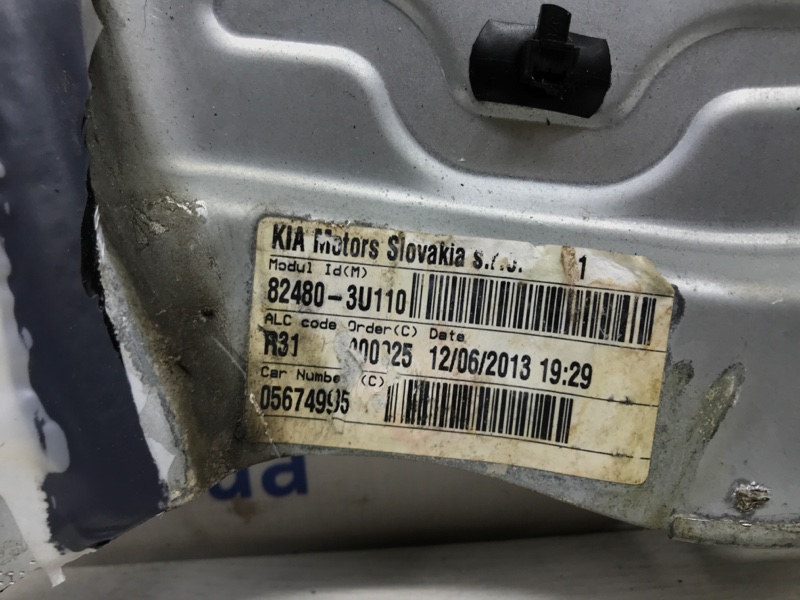 KIA Motors Slovakia s.r.o. 1
Modul Id(M)
82480-3U110
ALC code Order(C) Date
R31 12/06/2013 19:29
Car Number (C)
05674995